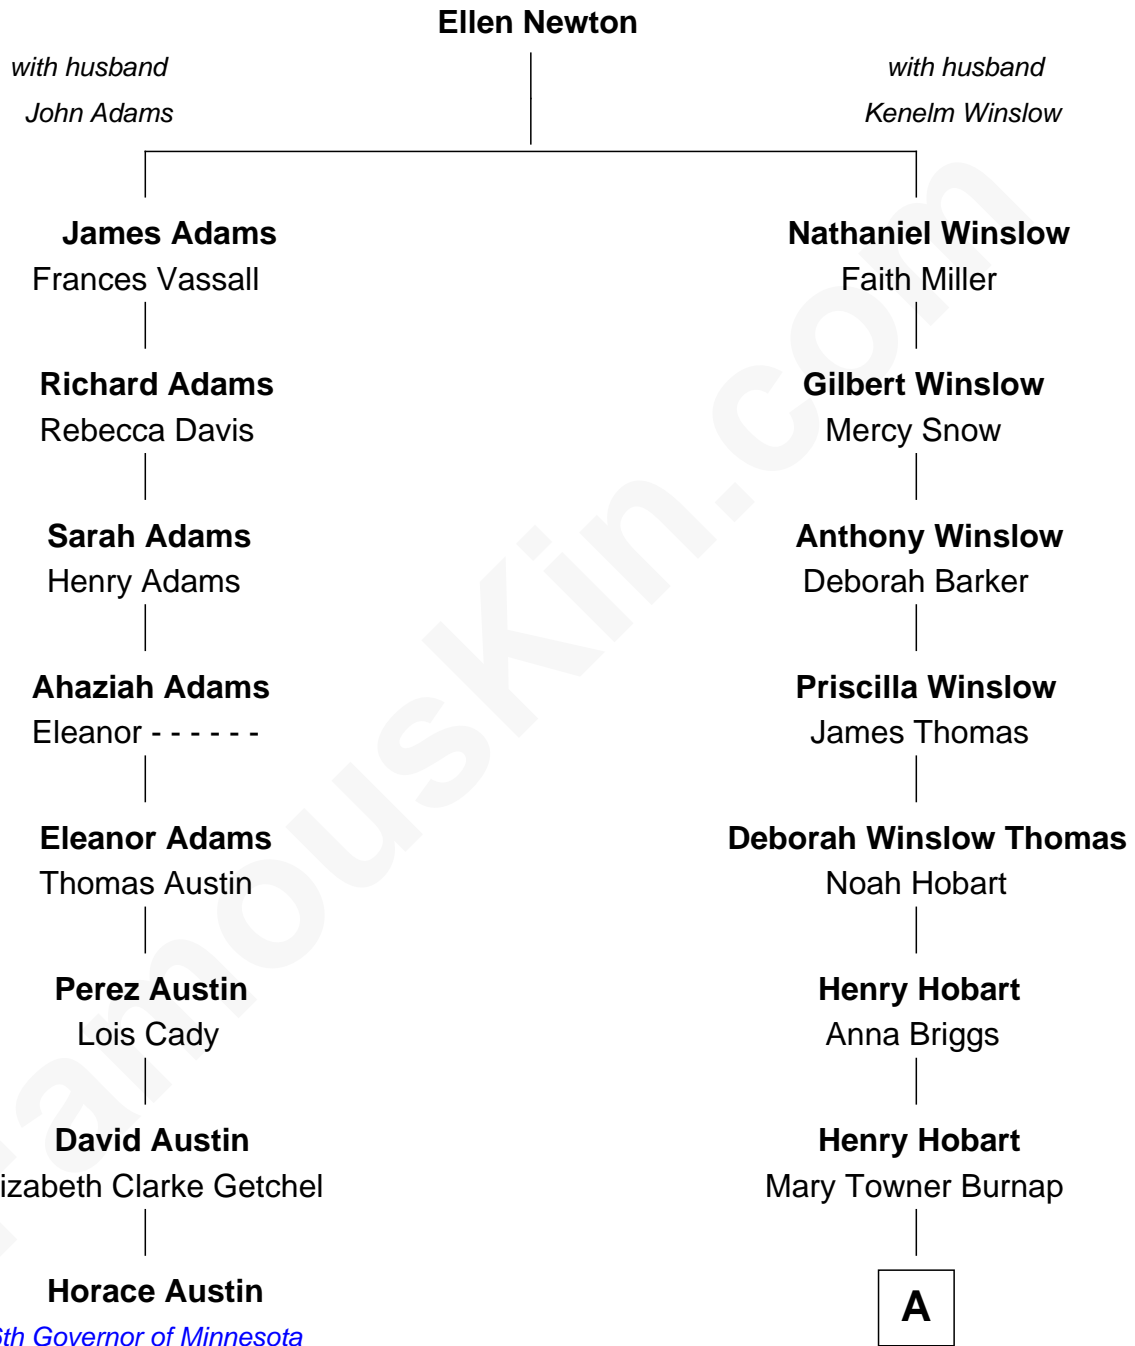 Ellen Newton
with husband
John Adams
with husband
Kenelm Winslow
James Adams
Frances Vassall
Nathaniel Winslow
Faith Miller
Richard Adams
Rebecca Davis
Gilbert Winslow
Mercy Snow
Sarah Adams
Henry Adams
Anthony Winslow
Deborah Barker
Ahaziah Adams
Eleanor - - - - - -
Priscilla Winslow
James Thomas
Eleanor Adams
Thomas Austin
Deborah Winslow Thomas
Noah Hobart
Perez Austin
Lois Cady
Henry Hobart
Anna Briggs
David Austin
izabeth Clarke Getchel
Henry Hobart
Mary Towner Burnap
Horace Austin
6th Governor of Minnesota
A
FamousKin.com